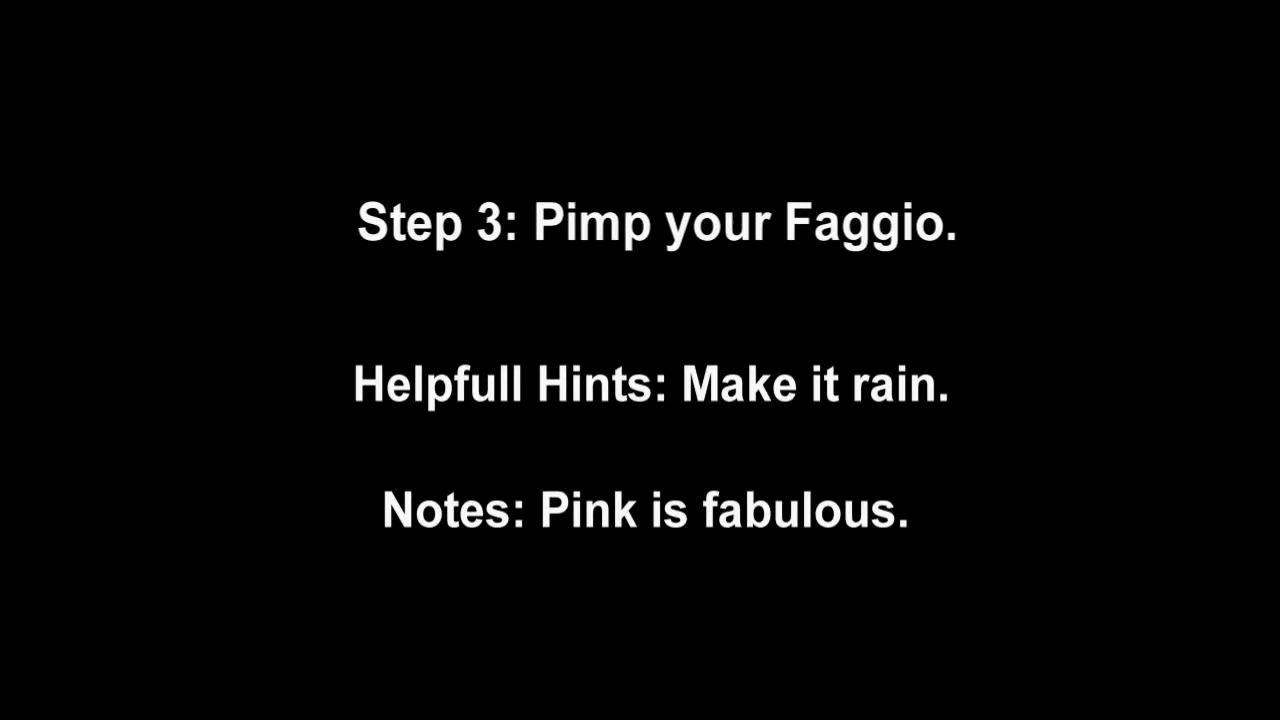 Step 3: Pimp your Faggio.
Helpfull Hints: Make it rain.
Notes: Pink is fabulous.